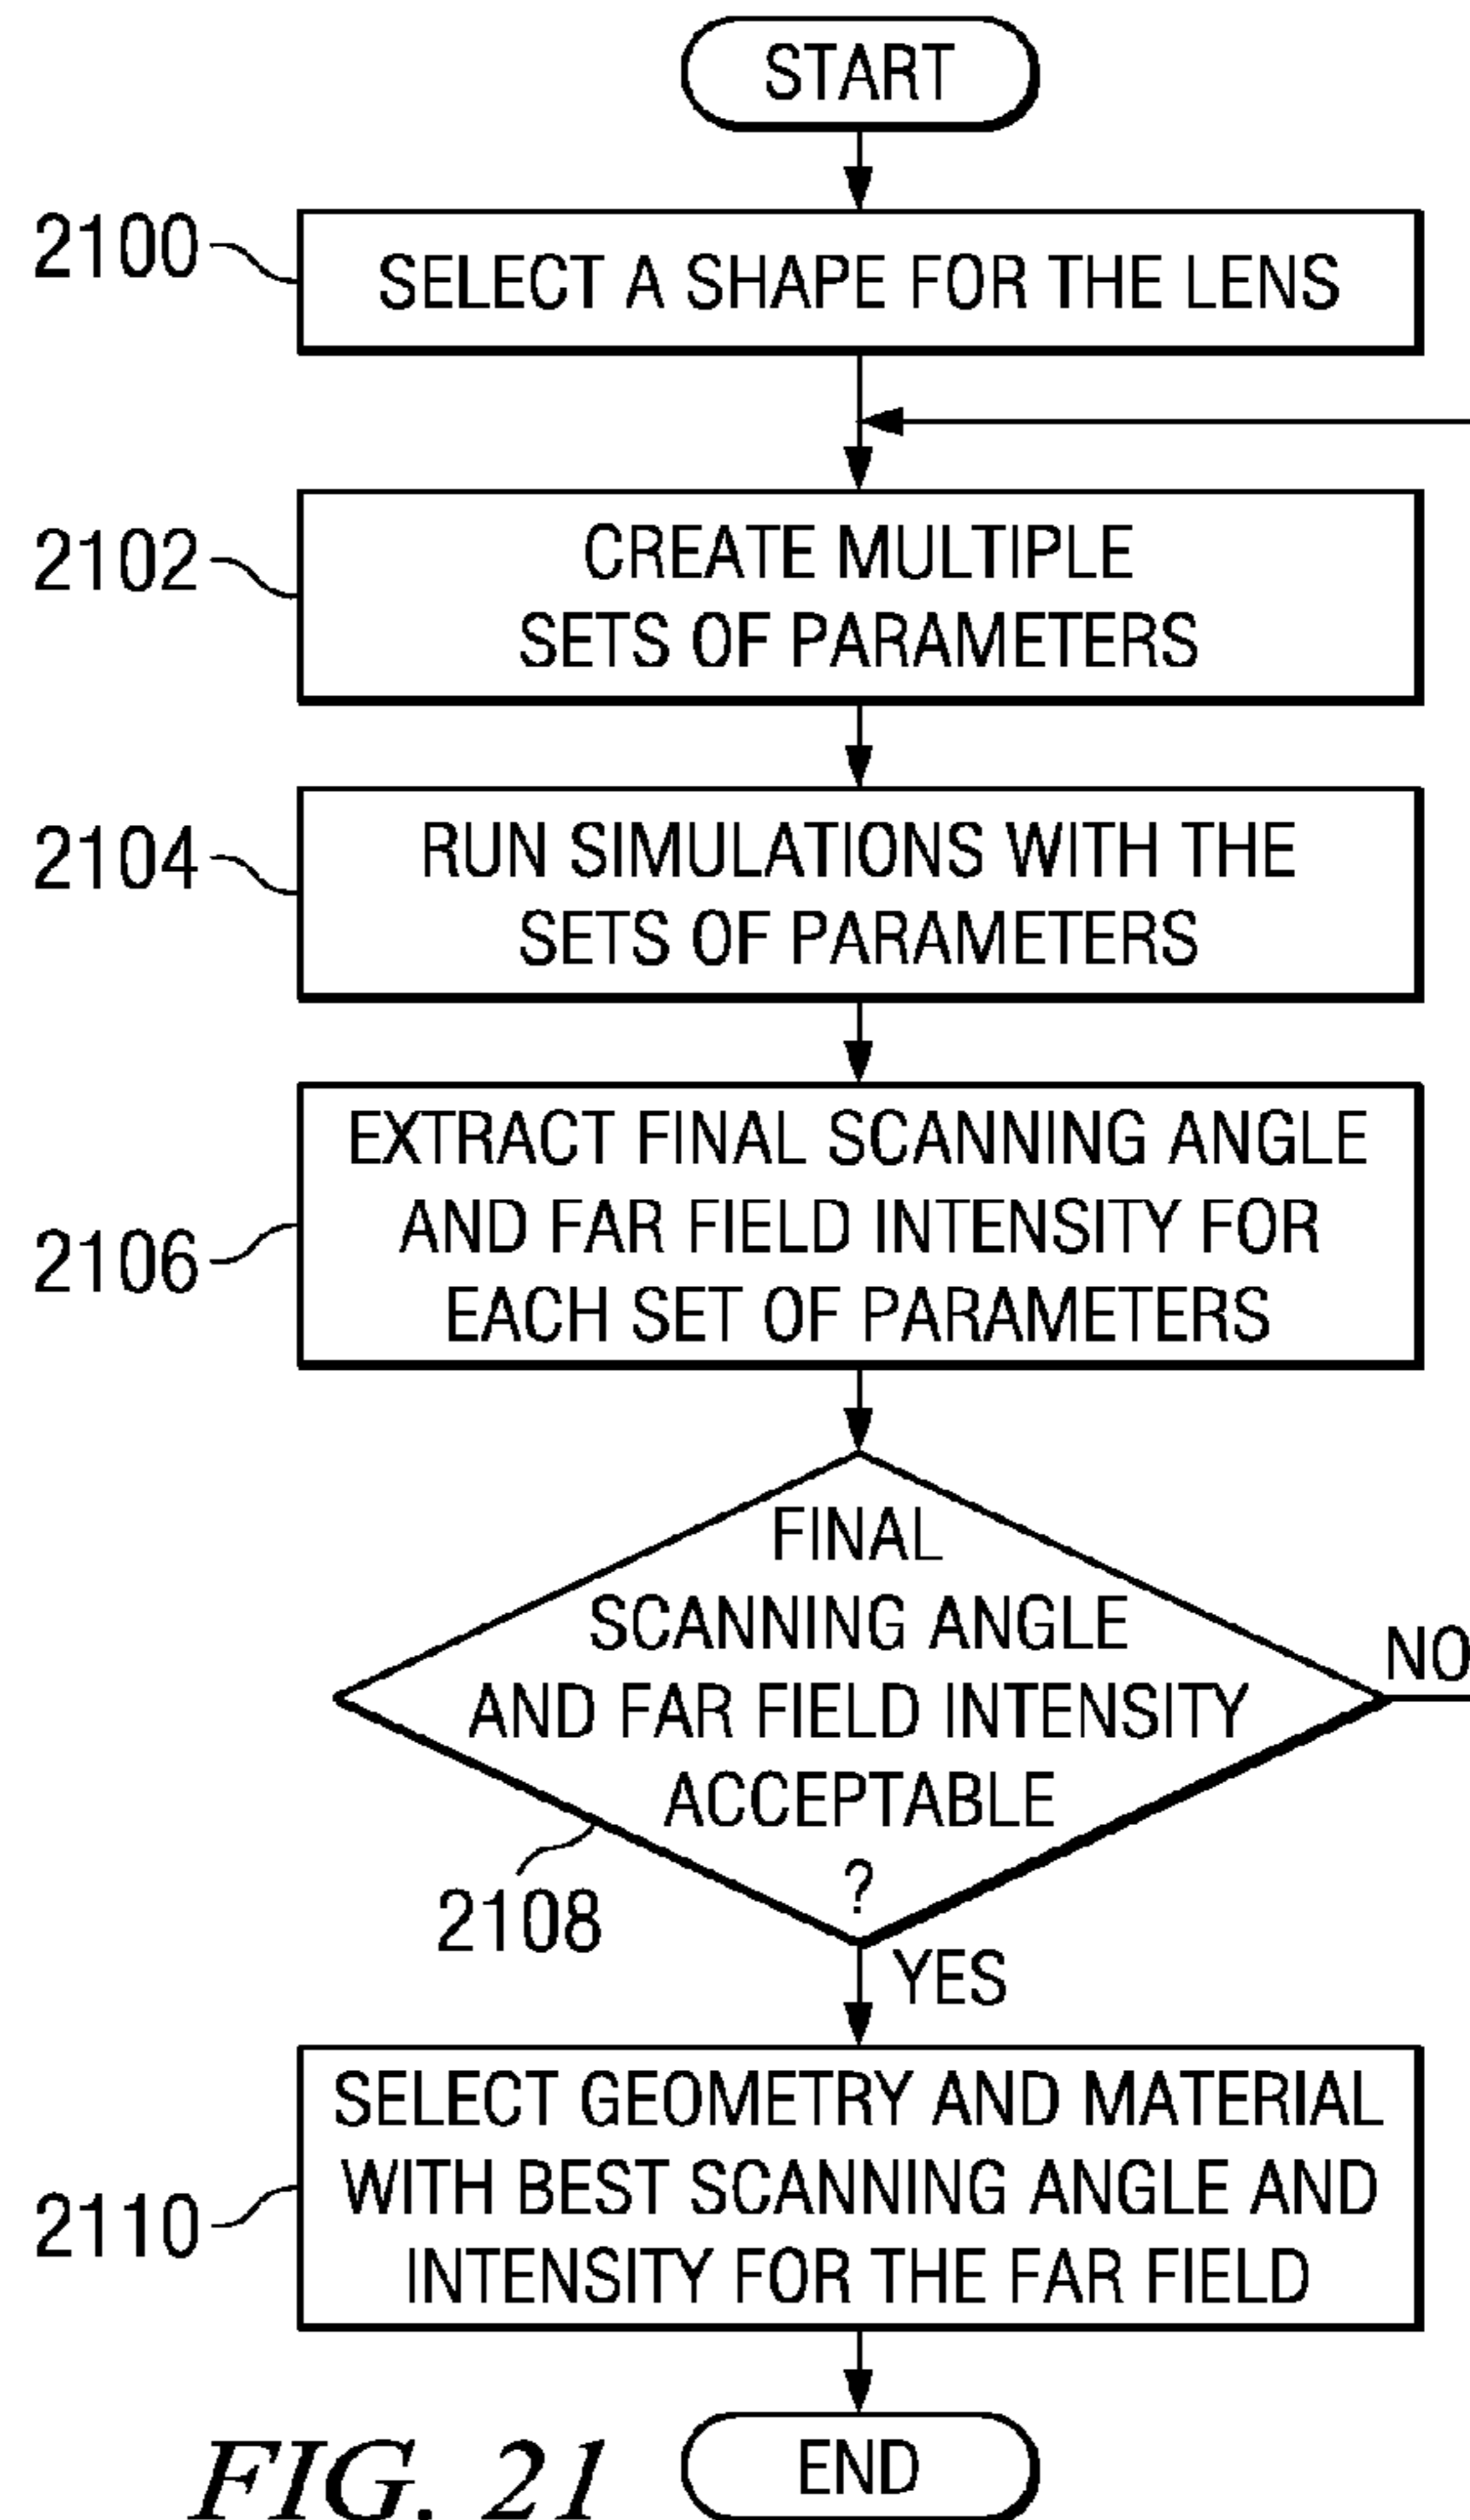 START
2100
SELECT A SHAPE FOR THE LENS
2102
CREATE MULTIPLE
SETS OF PARAMETERS
2104
RUN SIMULATIONS WITH THE
SETS OF PARAMETERS
2106
EXTRACT FINAL SCANNING ANGLE
AND FAR FIELD INTENSITY FOR
EACH SET OF PARAMETERS
FINAL
SCANNING ANGLE
AND FAR FIELD INTENSITY
ACCEPTABLE
?
NO
2108
YES
2110
SELECT GEOMETRY AND MATERIAL
WITH BEST SCANNING ANGLE AND
INTENSITY FOR THE FAR FIELD
END
FIG. 21